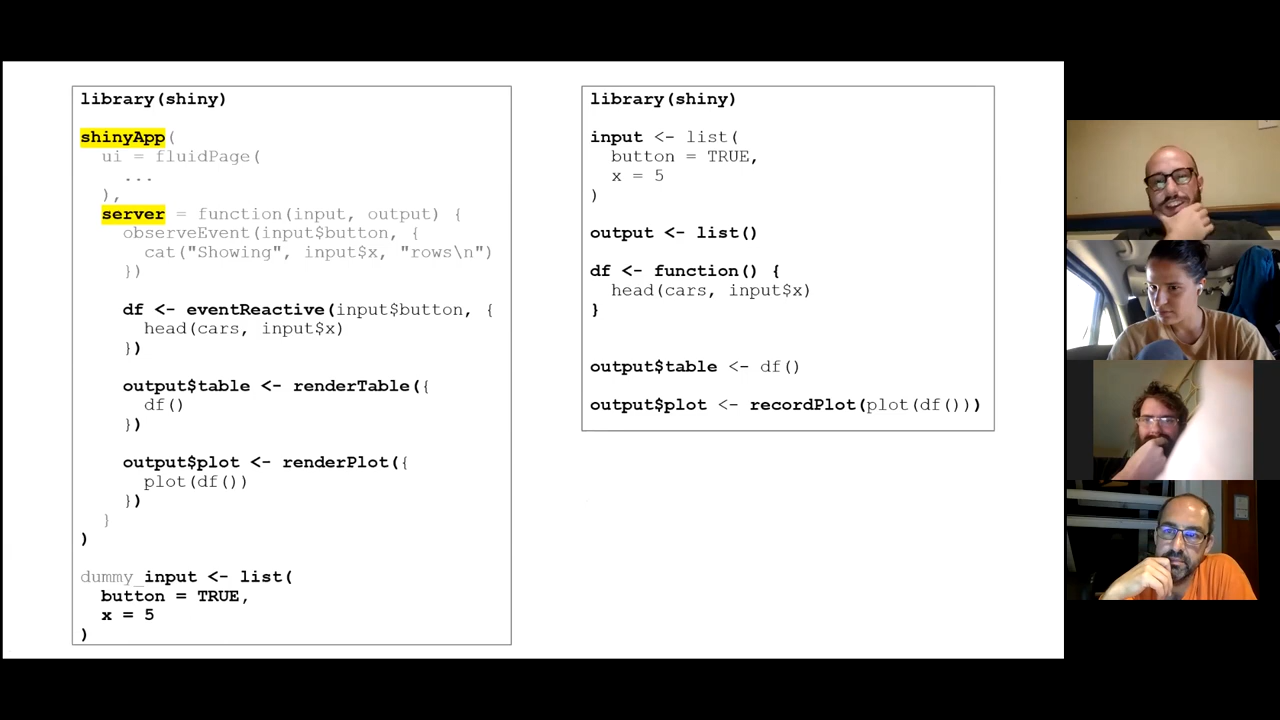 library(shiny)
shinyApp(
ui = fluidPage(
...
),
server = function(input, output) {
observeEvent(input$button, {
cat("Showing", input$x, "rows\n")
})
df <- eventReactive(input$button, {
head(cars, input$x)
})
output$table <- renderTable({
df()
})
output$plot <- renderPlot({
plot(df())
})
}
)
dummy_input <- list(
button = TRUE,
x = 5
)
library(shiny)
input <- list(
button = TRUE,
x = 5
)
output <- list()
df <- function() {
head(cars, input$x)
}
output$table <- df()
output$plot <- recordPlot(plot(df()))